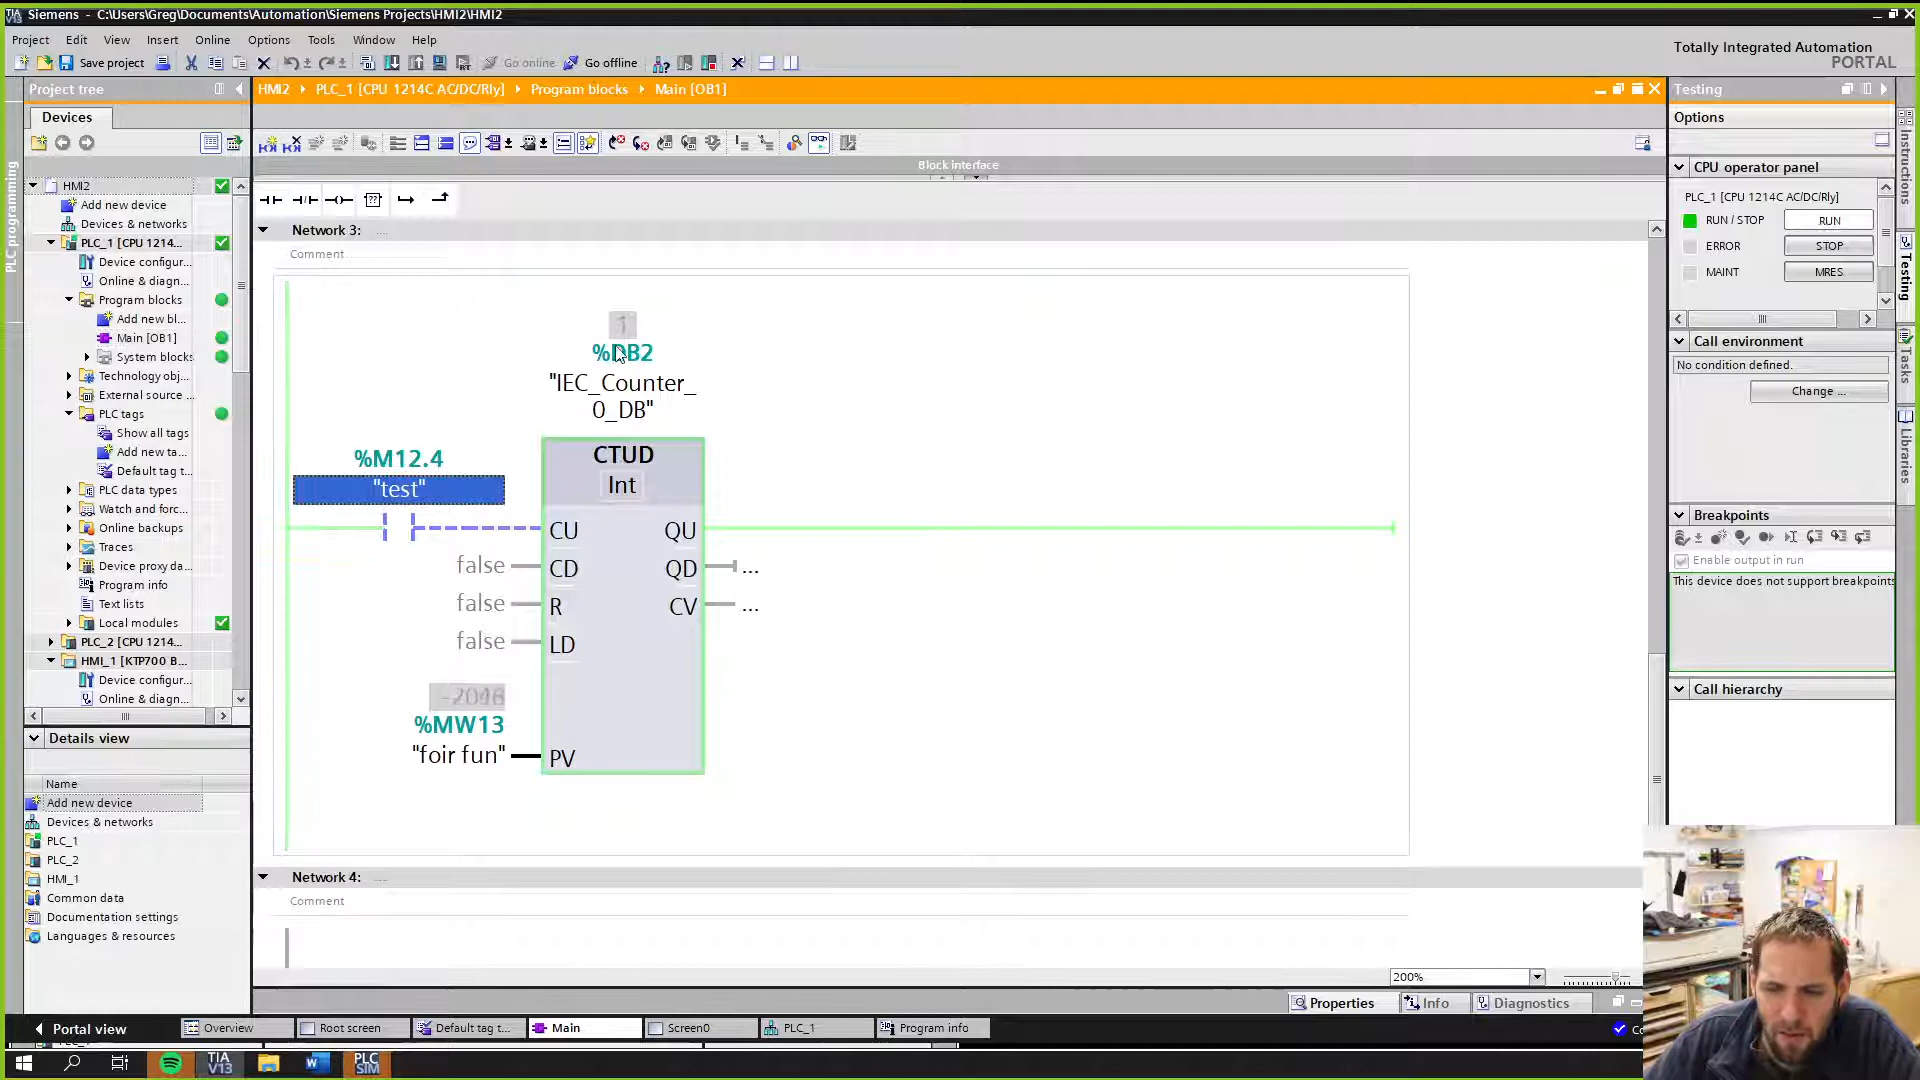 Siemens - C:\Users\Greg\Documents\Automation\Siemens Projects\HMI2\HMI2
Project Edit View Insert Online Options Tools Window Help
Totally Integrated Automation
PORTAL
Save project
Go online
Go offline
Project tree
HMI2 PLC_1 [CPU 1214C AC/DC/Rly] Program blocks Main [OB1]
Testing
Devices
Options
PLC programming
Block interface
HMI2
Add new device
Devices & networks
PLC_1 [CPU 1214...
Device configur...
Online & diagn...
Program blocks
Add new bl...
Main [OB1]
System blocks
Technology obj...
External source ...
PLC tags
Show all tags
Add new ta...
Default tag t...
PLC data types
Watch and forc...
Online backups
Traces
Device proxy da...
Program info
Text lists
Local modules
PLC_2 [CPU 1214...
HMI_1 [KTP700 B...
Device configur...
Online & diagn...
Details view
Name
Add new device
Devices & networks
PLC_1
PLC_2
HMI_1
Common data
Documentation settings
Languages & resources
Network 3: ....
Comment
1
%DB2
"IEC_Counter_
0_DB"
%M12.4
"test"
CTUD
Int
CU QU
false CD QD ...
false R CV ...
false LD
%MW13
"foir fun" PV
Network 4: ....
Comment
200%
Properties Info Diagnostics
CPU operator panel
PLC_1 [CPU 1214C AC/DC/Rly]
RUN / STOP RUN
ERROR STOP
MAINT MRES
Call environment
No condition defined.
Change ...
Breakpoints
Enable output in run
This device does not support breakpoints
Call hierarchy
Instructions
Testing
Tasks
Libraries
Portal view Overview Root screen Default tag t... Main Screen0 PLC_1 Program info
TIA
V13
PLC
SIM